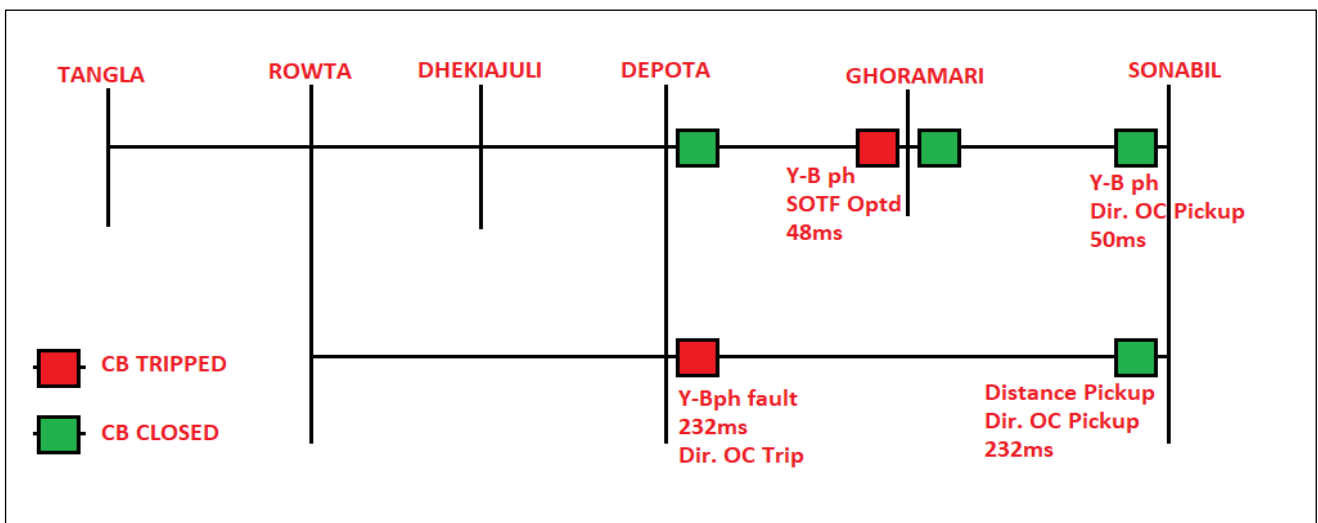 TANGLA
ROWTA
DHEKIAJULI
DEPOTA
GHORAMARI
SONABIL
Y-B ph
SOTF Optd
48ms
Y-B ph
Dir. OC Pickup
50ms
CB TRIPPED
CB CLOSED
Y-Bph fault
232ms
Dir. OC Trip
Distance Pickup
Dir. OC Pickup
232ms